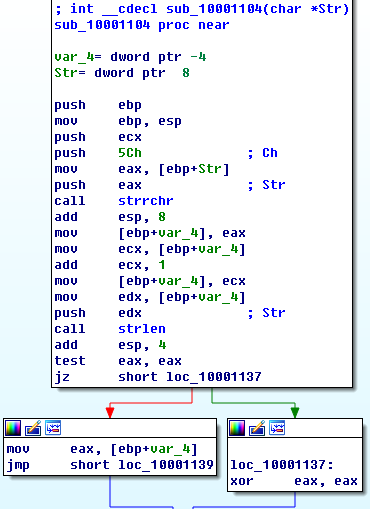 ; int __cdecl sub_10001104(char *Str)
sub_10001104 proc near
var_4= dword ptr -4
Str= dword ptr  8
push    ebp
mov     ebp, esp
push    ecx
push    5Ch             ; Ch
mov     eax, [ebp+Str]
push    eax             ; Str
call    strrchr
add     esp, 8
mov     [ebp+var_4], eax
mov     ecx, [ebp+var_4]
add     ecx, 1
mov     [ebp+var_4], ecx
mov     edx, [ebp+var_4]
push    edx             ; Str
call    strlen
add     esp, 4
test    eax, eax
jz      short loc_10001137
mov     eax, [ebp+var_4]
jmp     short loc_10001139
loc_10001137:
xor     eax, eax